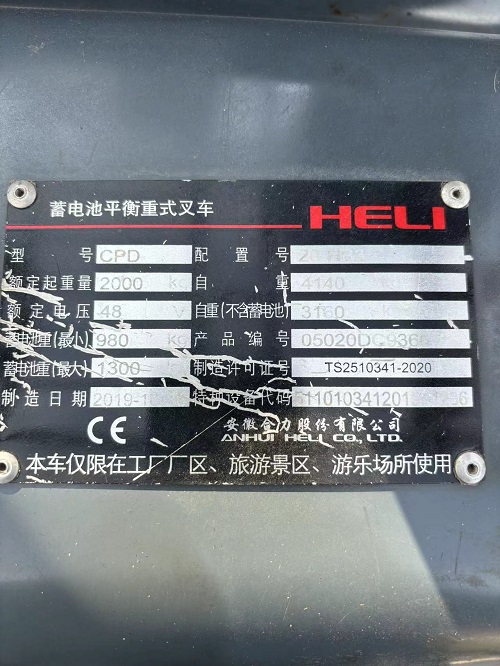 蓄电池平衡重式叉车 HELI
型号 CPD 配置号
额定起重量 2000 kg 自重 4140
额定电压 48 V 自重(不含蓄电池) 3160
蓄电池重(最小) 980 kg 产品编号
蓄电池重(最大) 1300 制造许可证号 TS2510341-2020
制造日期 特种设备代码
CE 安徽合力股份有限公司
ANHUI HELI CO., LTD.
本车仅限在工厂厂区、旅游景区、游乐场所使用